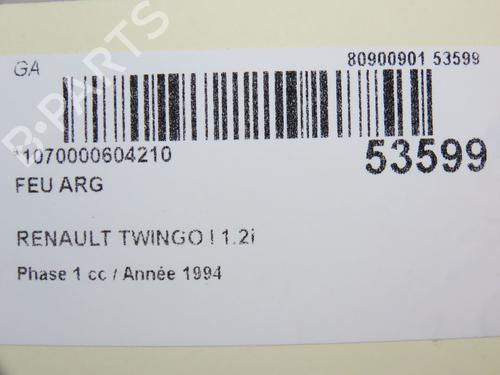 GA
80900901 53599
*1070000604210
53599
FEU ARG
RENAULT TWINGO I 1.2i
Phase 1 cc / Année 1994
B-PARTS